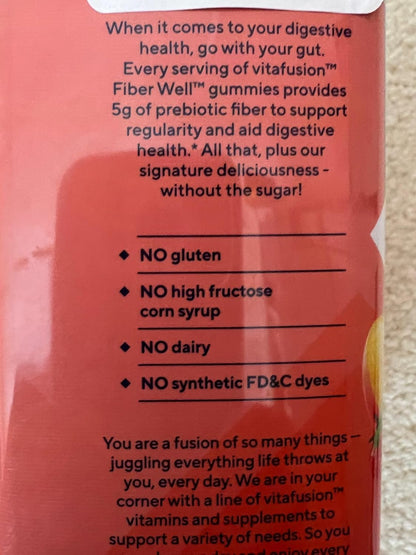 When it comes to your digestive
health, go with your gut.
Every serving of vitafusion™
Fiber Well™ gummies provides
5g of prebiotic fiber to support
regularity and aid digestive
health.* All that, plus our
signature deliciousness -
without the sugar!
◆ NO gluten
◆ NO high fructose
corn syrup
◆ NO dairy
◆ NO synthetic FD&C dyes
You are a fusion of so many things —
juggling everything life throws at
you, every day. We are in your
corner with a line of vitafusion™
vitamins and supplements to
support a variety of needs. So you
enjoy every